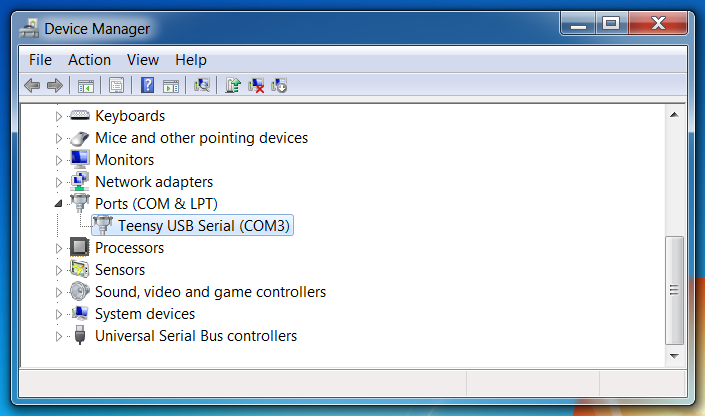 Device Manager
File Action View Help
Keyboards
Mice and other pointing devices
Monitors
Network adapters
Ports (COM & LPT)
Teensy USB Serial (COM3)
Processors
Sensors
Sound, video and game controllers
System devices
Universal Serial Bus controllers